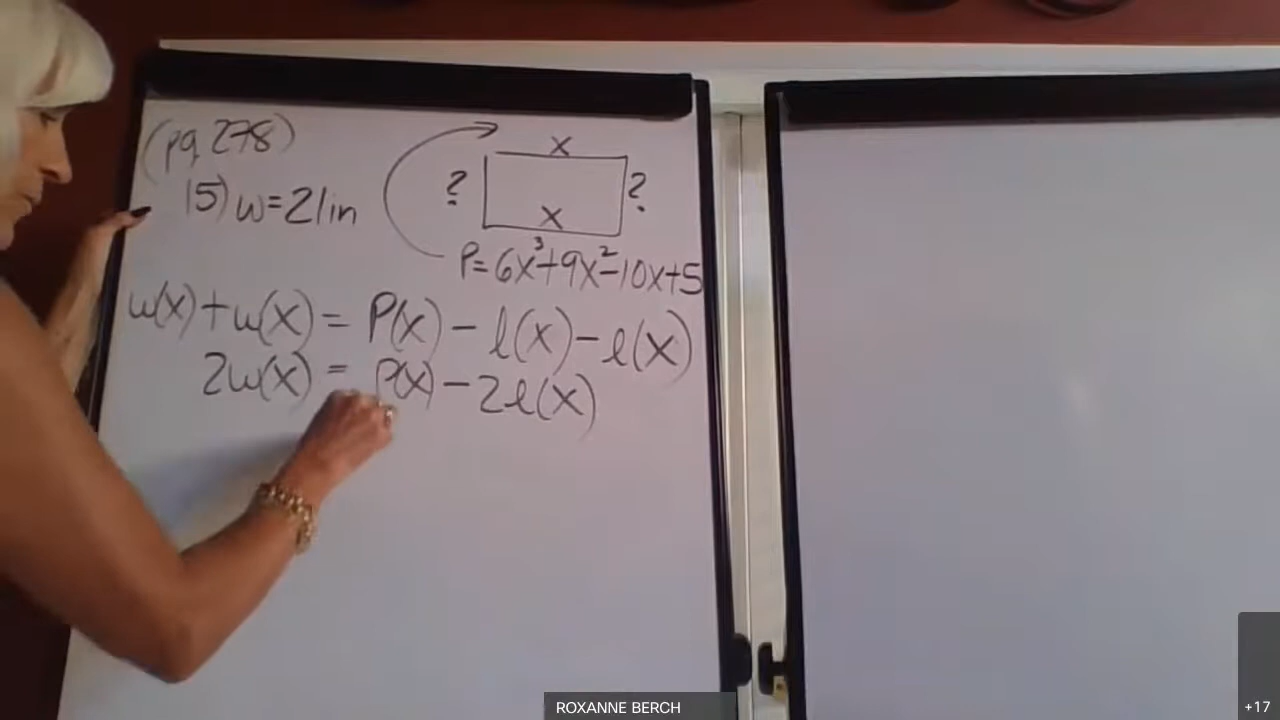 (pg 278)
15) w=21in
x
? ?
x
P=6x³+9x²-10x+5
w(x)+w(x)= P(x) - l(x)-l(x)
2w(x) = P(x)-2l(x)
ROXANNE BERCH
+17